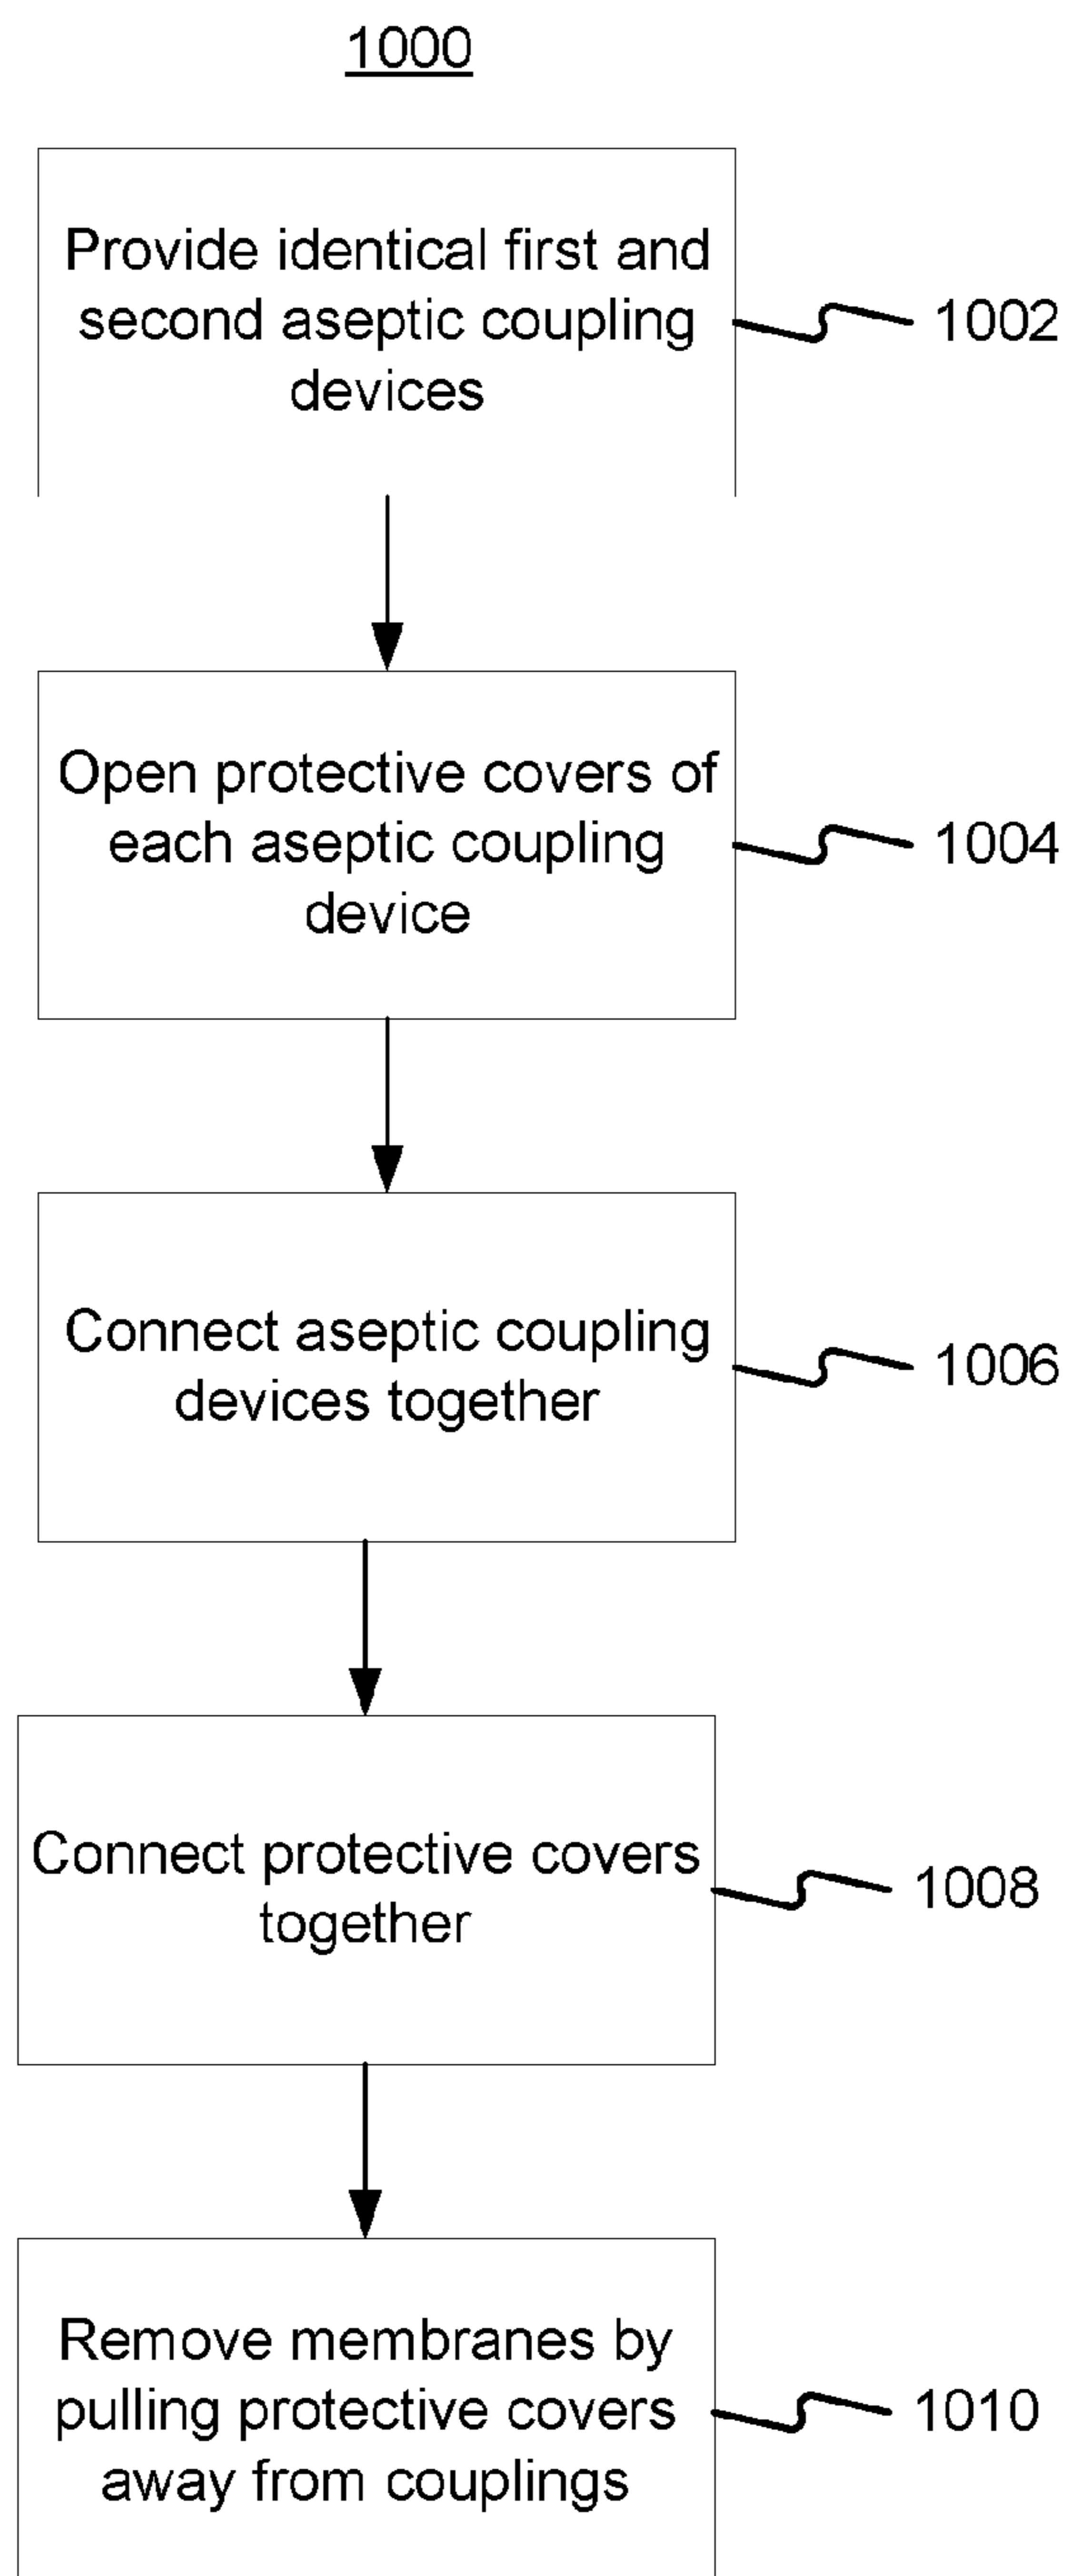 1000
Provide identical first and
second aseptic coupling
devices
1002
Open protective covers of
each aseptic coupling
device
1004
Connect aseptic coupling
devices together
1006
Connect protective covers
together
1008
Remove membranes by
pulling protective covers
away from couplings
1010